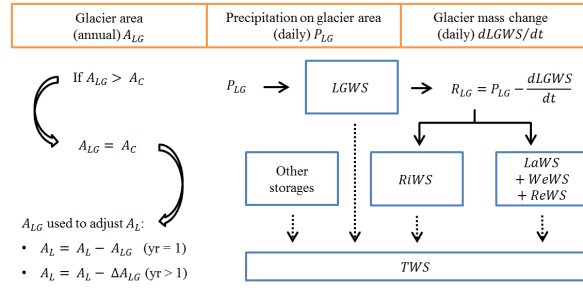 Glacier area
(annual) A_LG
Precipitation on glacier area
(daily) P_LG
Glacier mass change
(daily) dLGWS/dt
If A_LG > A_C
A_LG = A_C
A_LG used to adjust A_L:
• A_L = A_L − A_LG (yr = 1)
• A_L = A_L − ΔA_LG (yr > 1)
P_LG
LGWS
R_LG = P_LG − dLGWS/dt
Other
storages
RiWS
LaWS
+ WeWS
+ ReWS
TWS